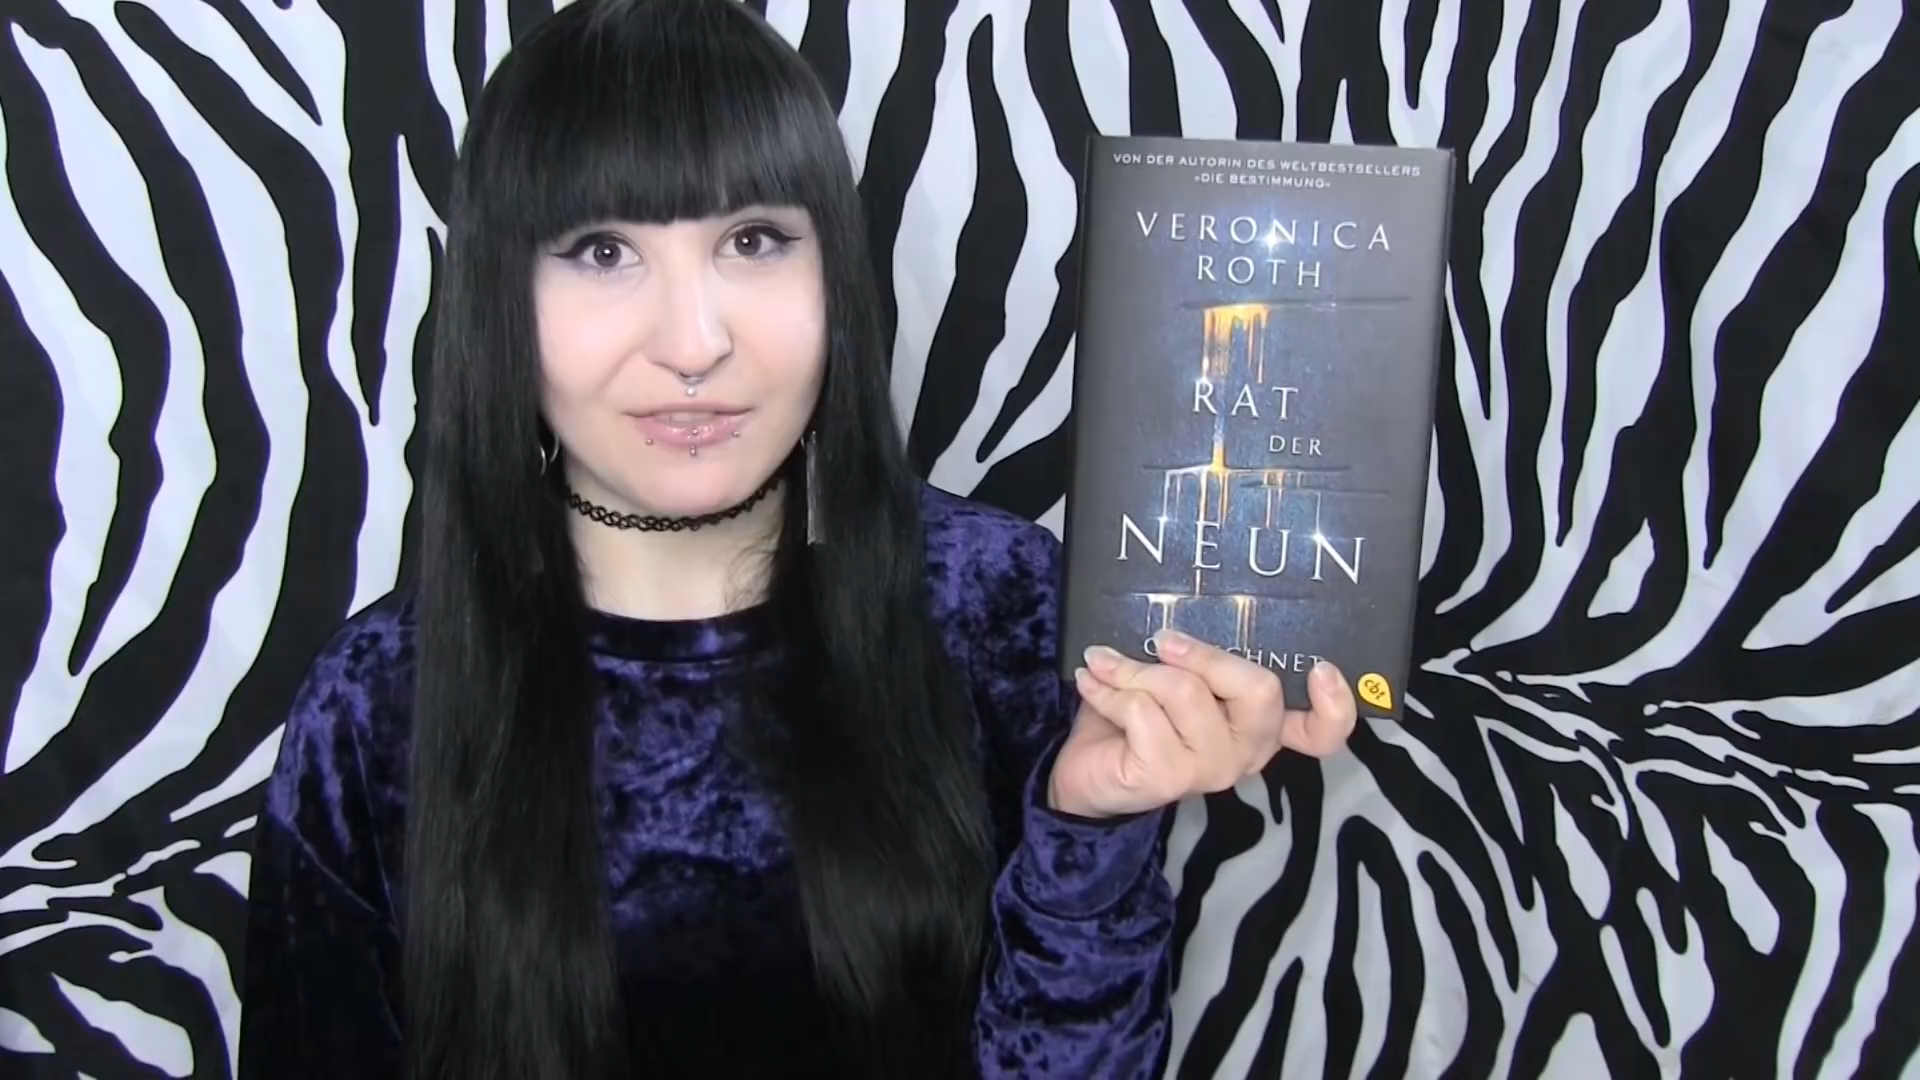 VON DER AUTORIN DES WELTBESTSELLERS
»DIE BESTIMMUNG«
VERONICA
ROTH
RAT
DER
NEUN
cbt